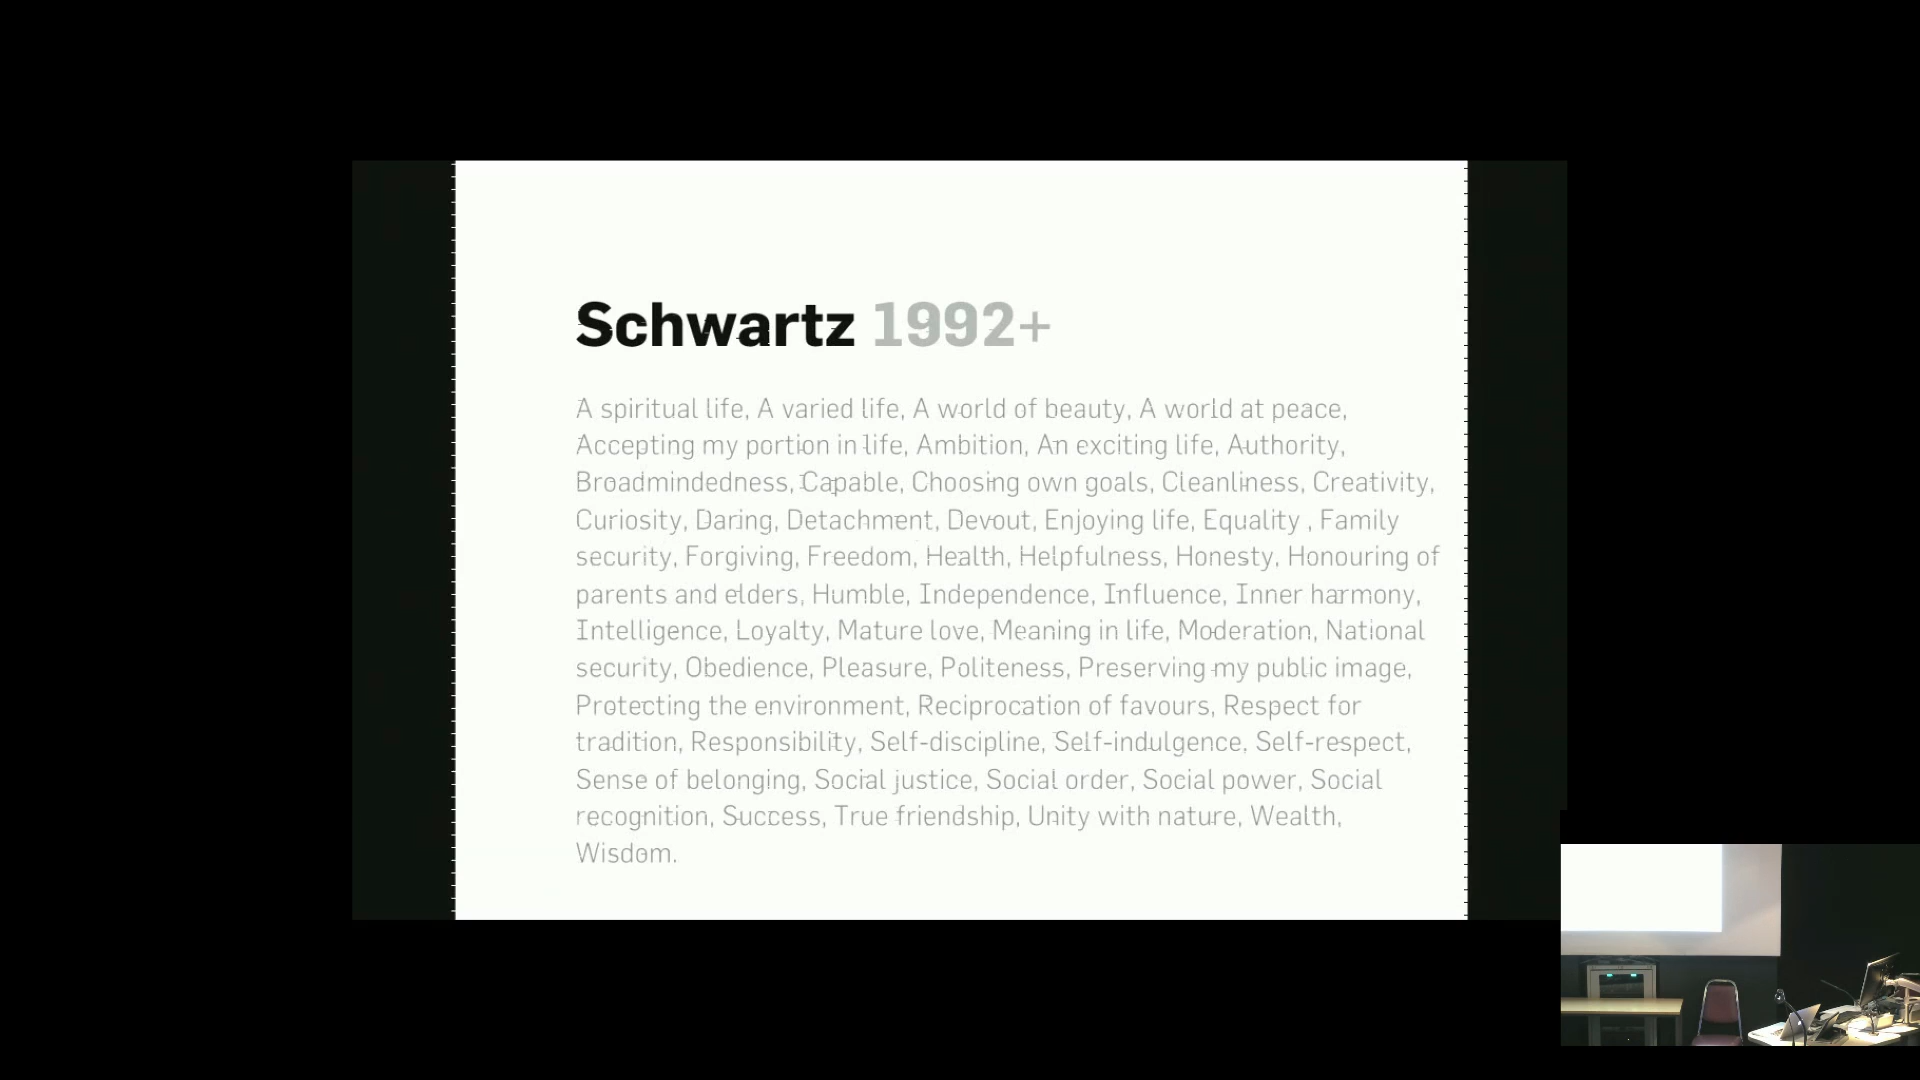 Schwartz 1992+
A spiritual life, A varied life, A world of beauty, A world at peace,
Accepting my portion in life, Ambition, An exciting life, Authority,
Broadmindedness, Capable, Choosing own goals, Cleanliness, Creativity,
Curiosity, Daring, Detachment, Devout, Enjoying life, Equality , Family
security, Forgiving, Freedom, Health, Helpfulness, Honesty, Honouring of
parents and elders, Humble, Independence, Influence, Inner harmony,
Intelligence, Loyalty, Mature love, Meaning in life, Moderation, National
security, Obedience, Pleasure, Politeness, Preserving my public image,
Protecting the environment, Reciprocation of favours, Respect for
tradition, Responsibility, Self-discipline, Self-indulgence, Self-respect,
Sense of belonging, Social justice, Social order, Social power, Social
recognition, Success, True friendship, Unity with nature, Wealth,
Wisdom.